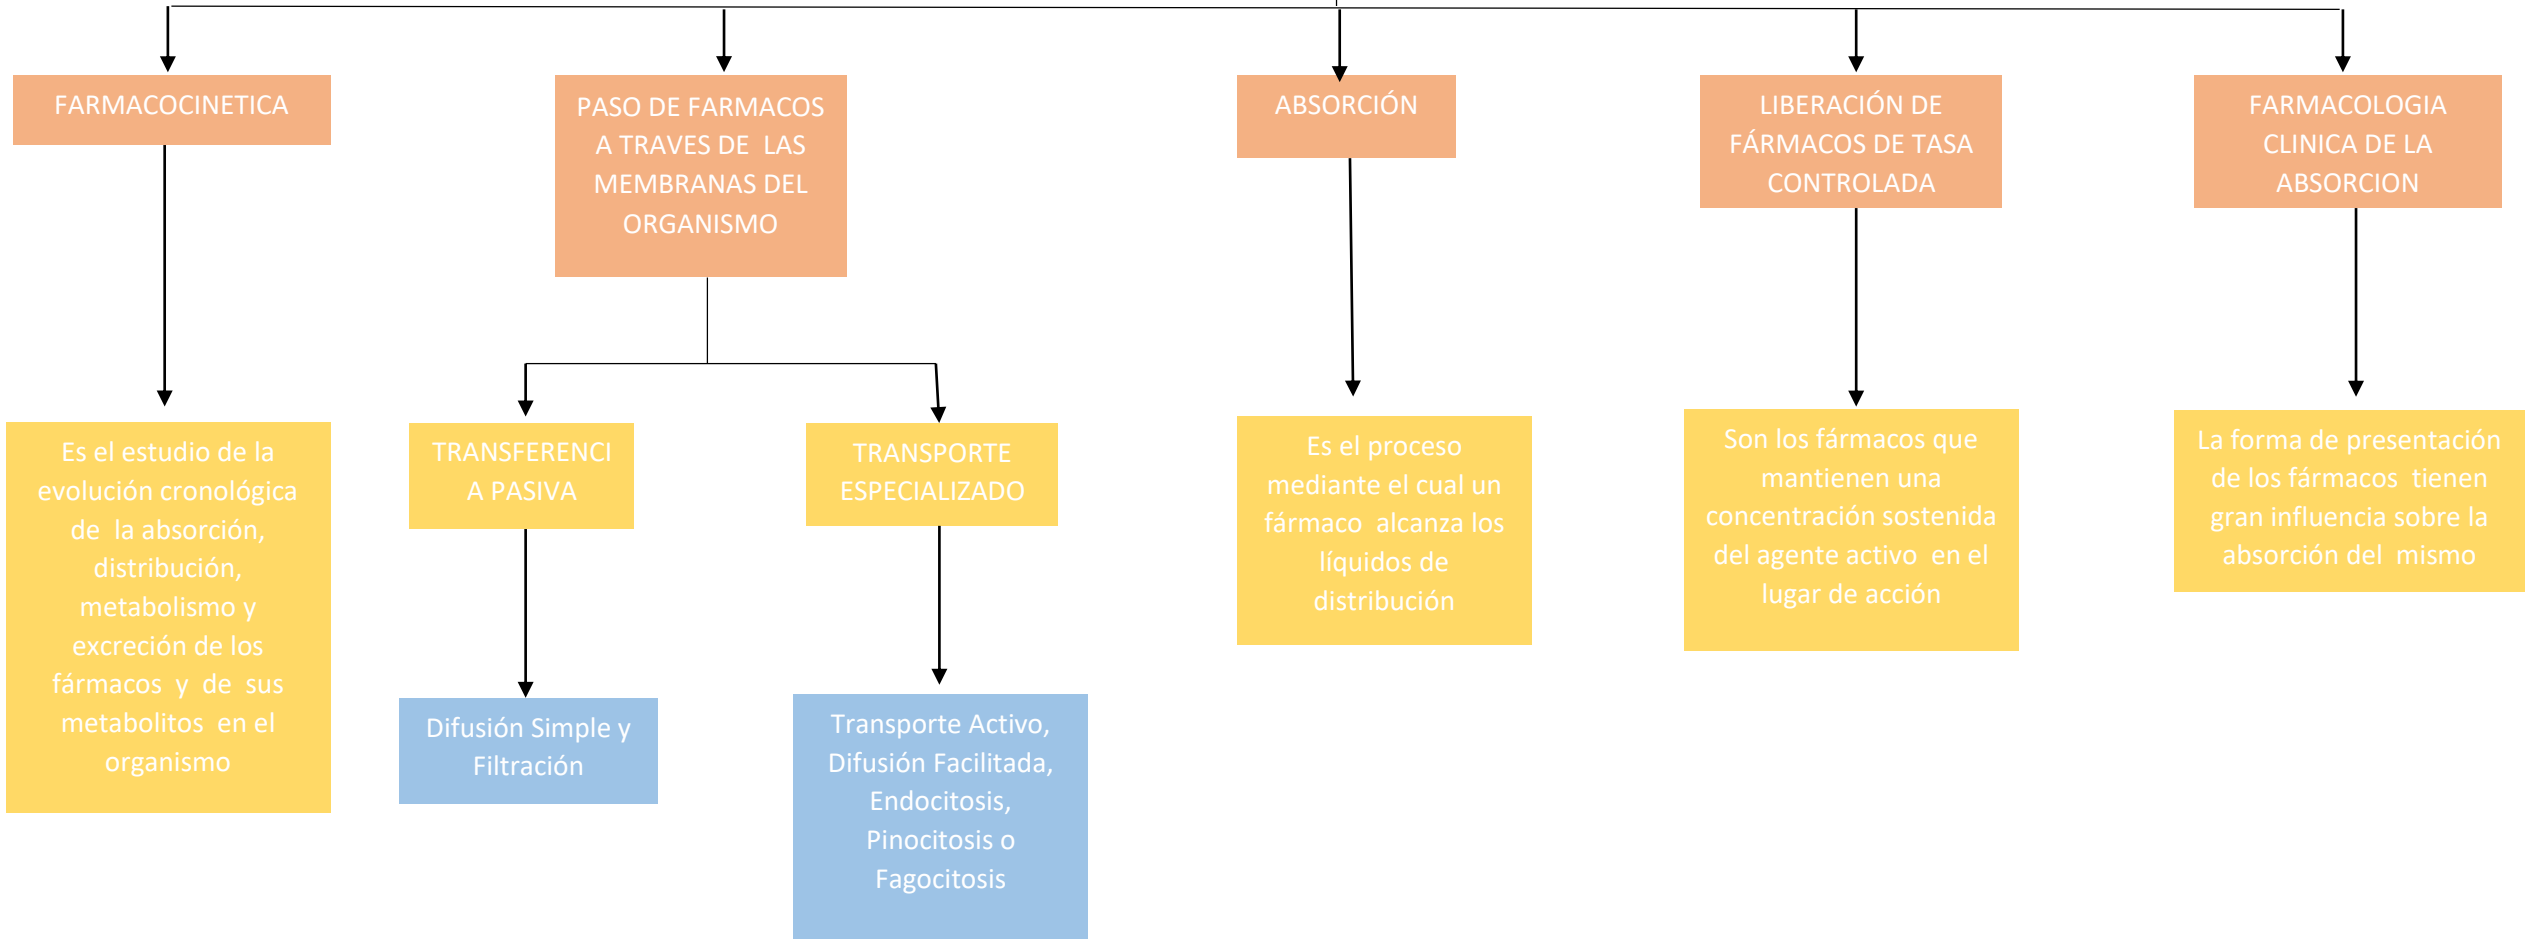 FARMACOCINETICA
PASO DE FARMACOS
A TRAVES DE LAS
MEMBRANAS DEL
ORGANISMO
ABSORCIÓN
LIBERACIÓN DE
FÁRMACOS DE TASA
CONTROLADA
FARMACOLOGIA
CLINICA DE LA
ABSORCION
Es el estudio de la
evolución cronológica
de la absorción,
distribución,
metabolismo y
excreción de los
fármacos y de sus
metabolitos en el
organismo
TRANSFERENCI
A PASIVA
TRANSPORTE
ESPECIALIZADO
Es el proceso
mediante el cual un
fármaco alcanza los
líquidos de
distribución
Son los fármacos que
mantienen una
concentración sostenida
del agente activo en el
lugar de acción
La forma de presentación
de los fármacos tienen
gran influencia sobre la
absorción del mismo
Difusión Simple y
Filtración
Transporte Activo,
Difusión Facilitada,
Endocitosis,
Pinocitosis o
Fagocitosis